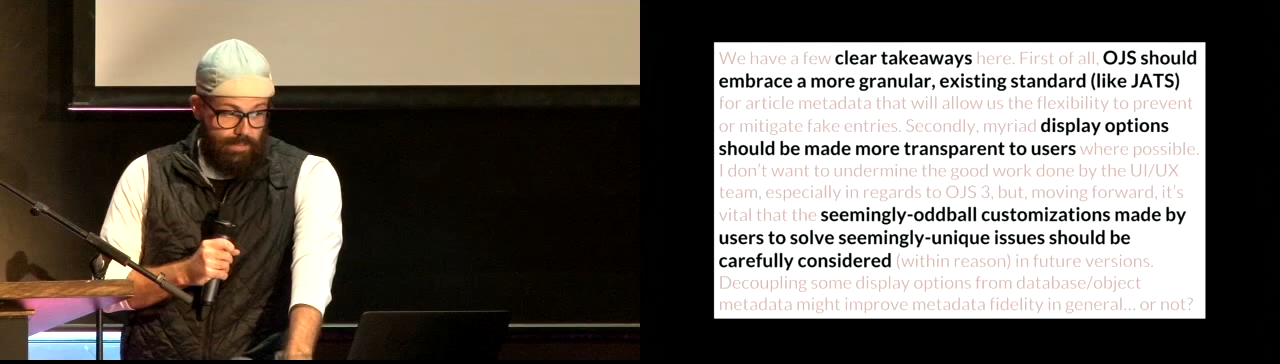 We have a few clear takeaways here. First of all, OJS should
embrace a more granular, existing standard (like JATS)
for article metadata that will allow us the flexibility to prevent
or mitigate fake entries. Secondly, myriad display options
should be made more transparent to users where possible.
I don't want to undermine the good work done by the UI/UX
team, especially in regards to OJS 3, but, moving forward, it's
vital that the seemingly-oddball customizations made by
users to solve seemingly-unique issues should be
carefully considered (within reason) in future versions.
Decoupling some display options from database/object
metadata might improve metadata fidelity in general... or not?